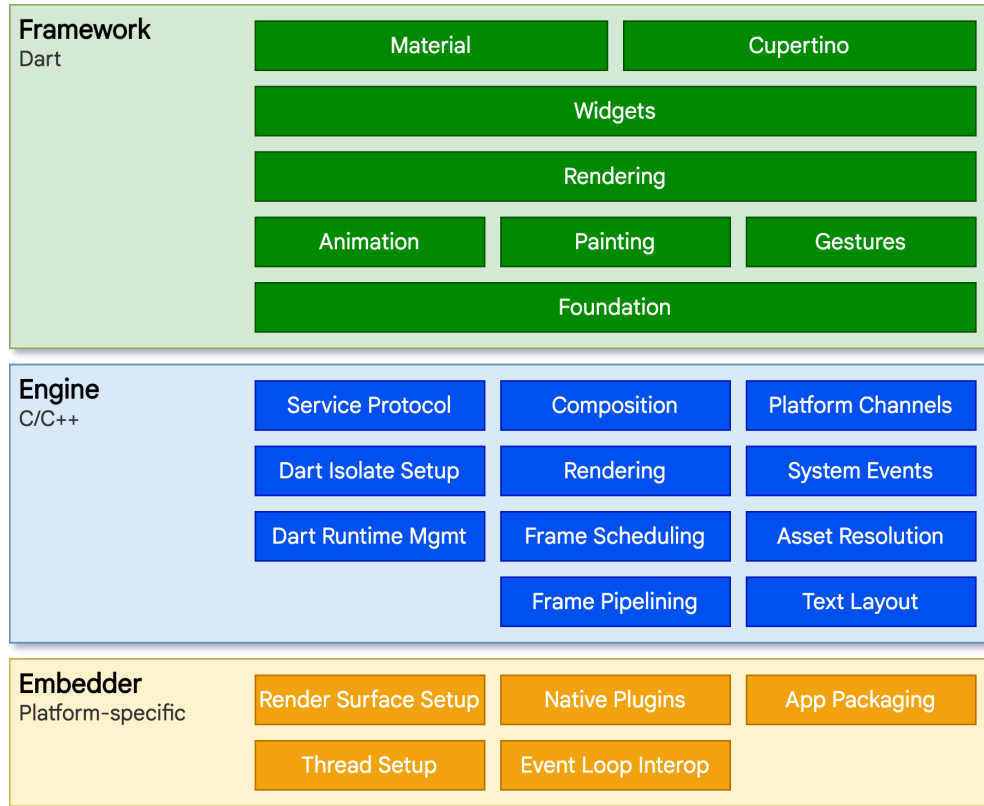 Framework
Dart
Material
Cupertino
Widgets
Rendering
Animation
Painting
Gestures
Foundation
Engine
C/C++
Service Protocol
Composition
Platform Channels
Dart Isolate Setup
Rendering
System Events
Dart Runtime Mgmt
Frame Scheduling
Asset Resolution
Frame Pipelining
Text Layout
Embedder
Platform-specific
Render Surface Setup
Native Plugins
App Packaging
Thread Setup
Event Loop Interop